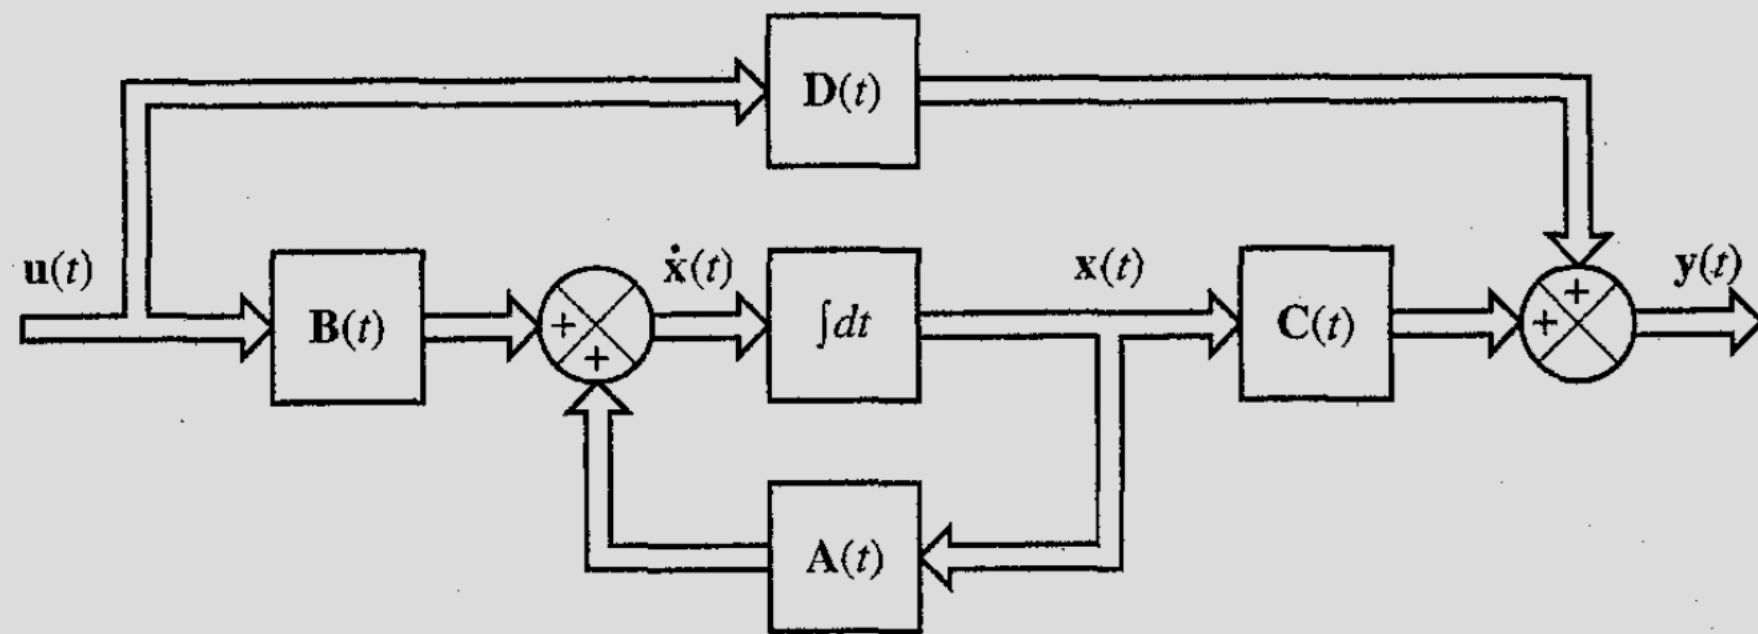 D(t)
u(t)
B(t)
+
+
ẋ(t)
∫dt
x(t)
C(t)
+
+
y(t)
A(t)